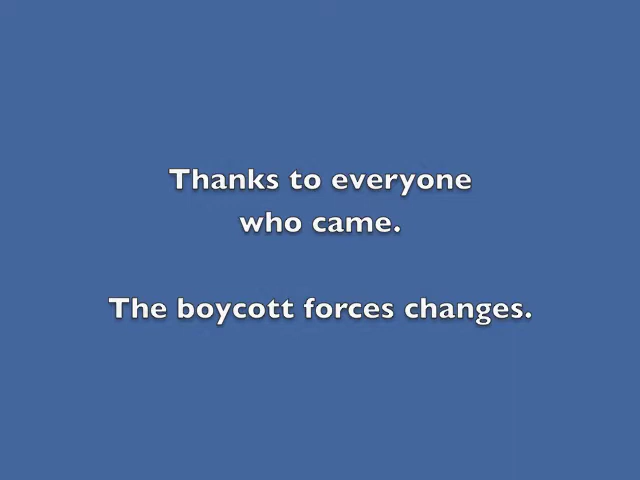 Thanks to everyone
who came.
The boycott forces changes.